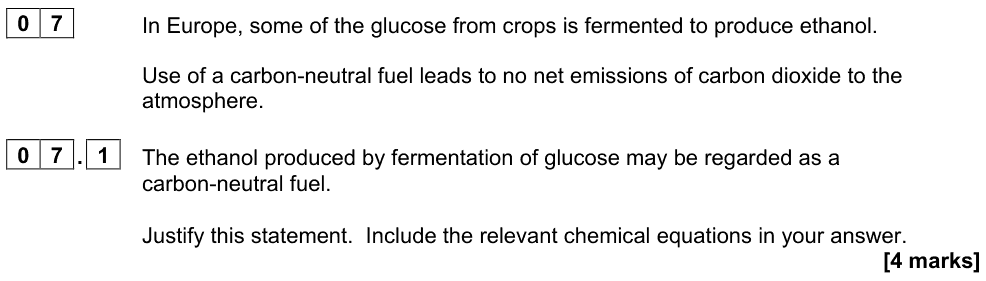 0 7 In Europe, some of the glucose from crops is fermented to produce ethanol.
Use of a carbon-neutral fuel leads to no net emissions of carbon dioxide to the
atmosphere.
0 7 . 1 The ethanol produced by fermentation of glucose may be regarded as a
carbon-neutral fuel.
Justify this statement. Include the relevant chemical equations in your answer.
[4 marks]